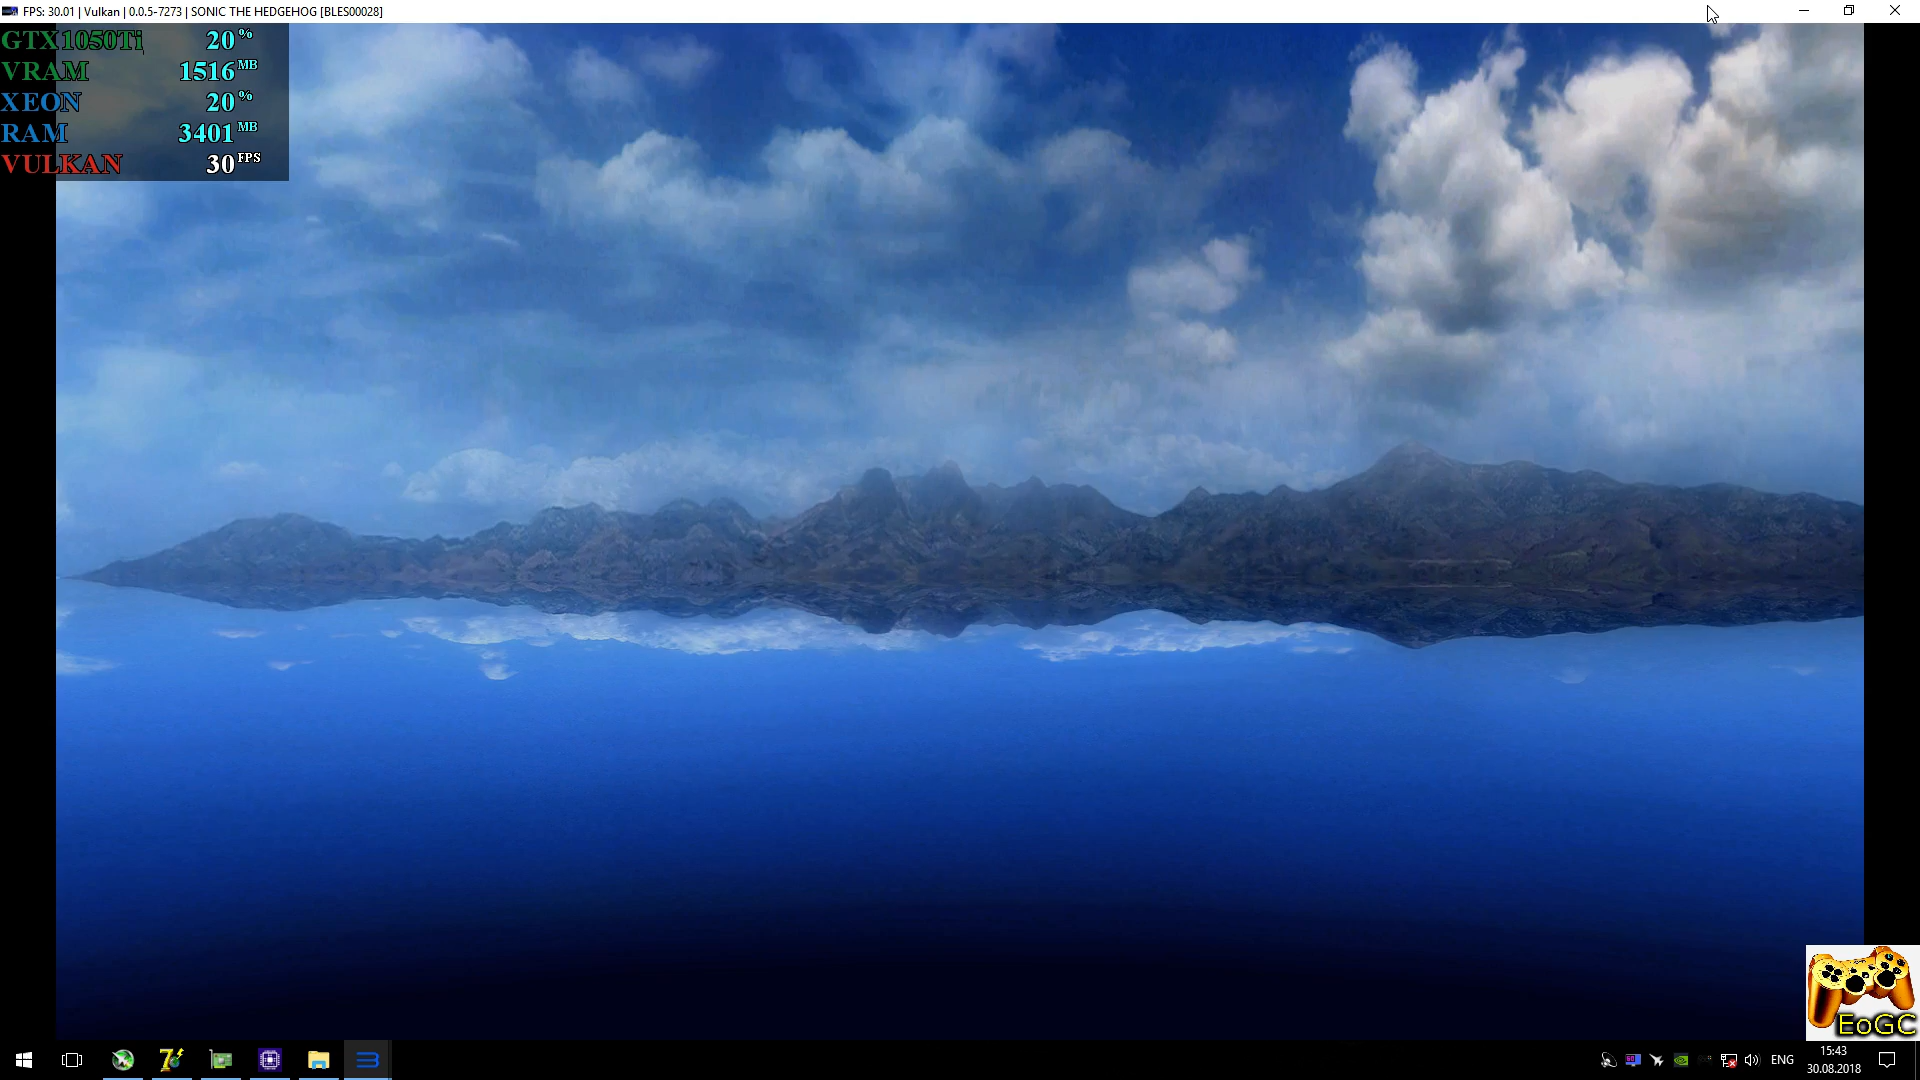 FPS: 30.01 | Vulkan | 0.0.5-7273 | SONIC THE HEDGEHOG [BLES00028]
GTX1050Ti 20 %
VRAM 1516 MB
XEON 20 %
RAM 3401 MB
VULKAN 30 FPS
EoGC
ENG
15:43
30.08.2018